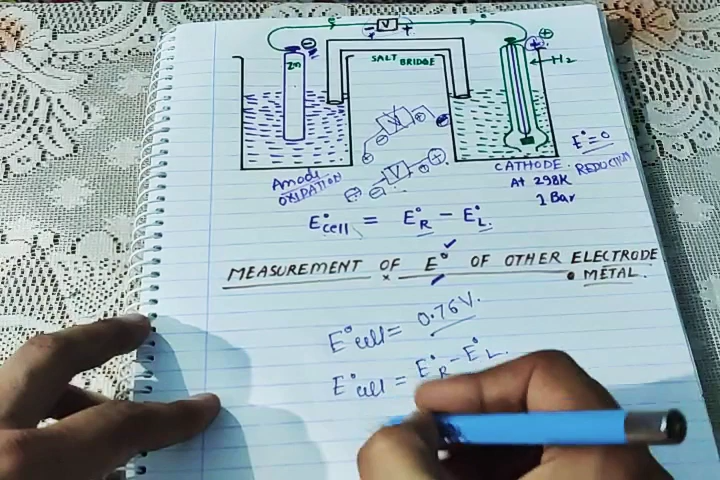 e⁻ V e⁻
- +
Zn
SALT BRIDGE
H₂
V
V
E°=0
Anode
OXIDATION
CATHODE. REDUCTION
At 298K
1 Bar
E°cell = E°R - E°L.
MEASUREMENT OF E° OF OTHER ELECTRODE
METAL.
E°cell = 0.76V.
E°cell = E°R - E°L.